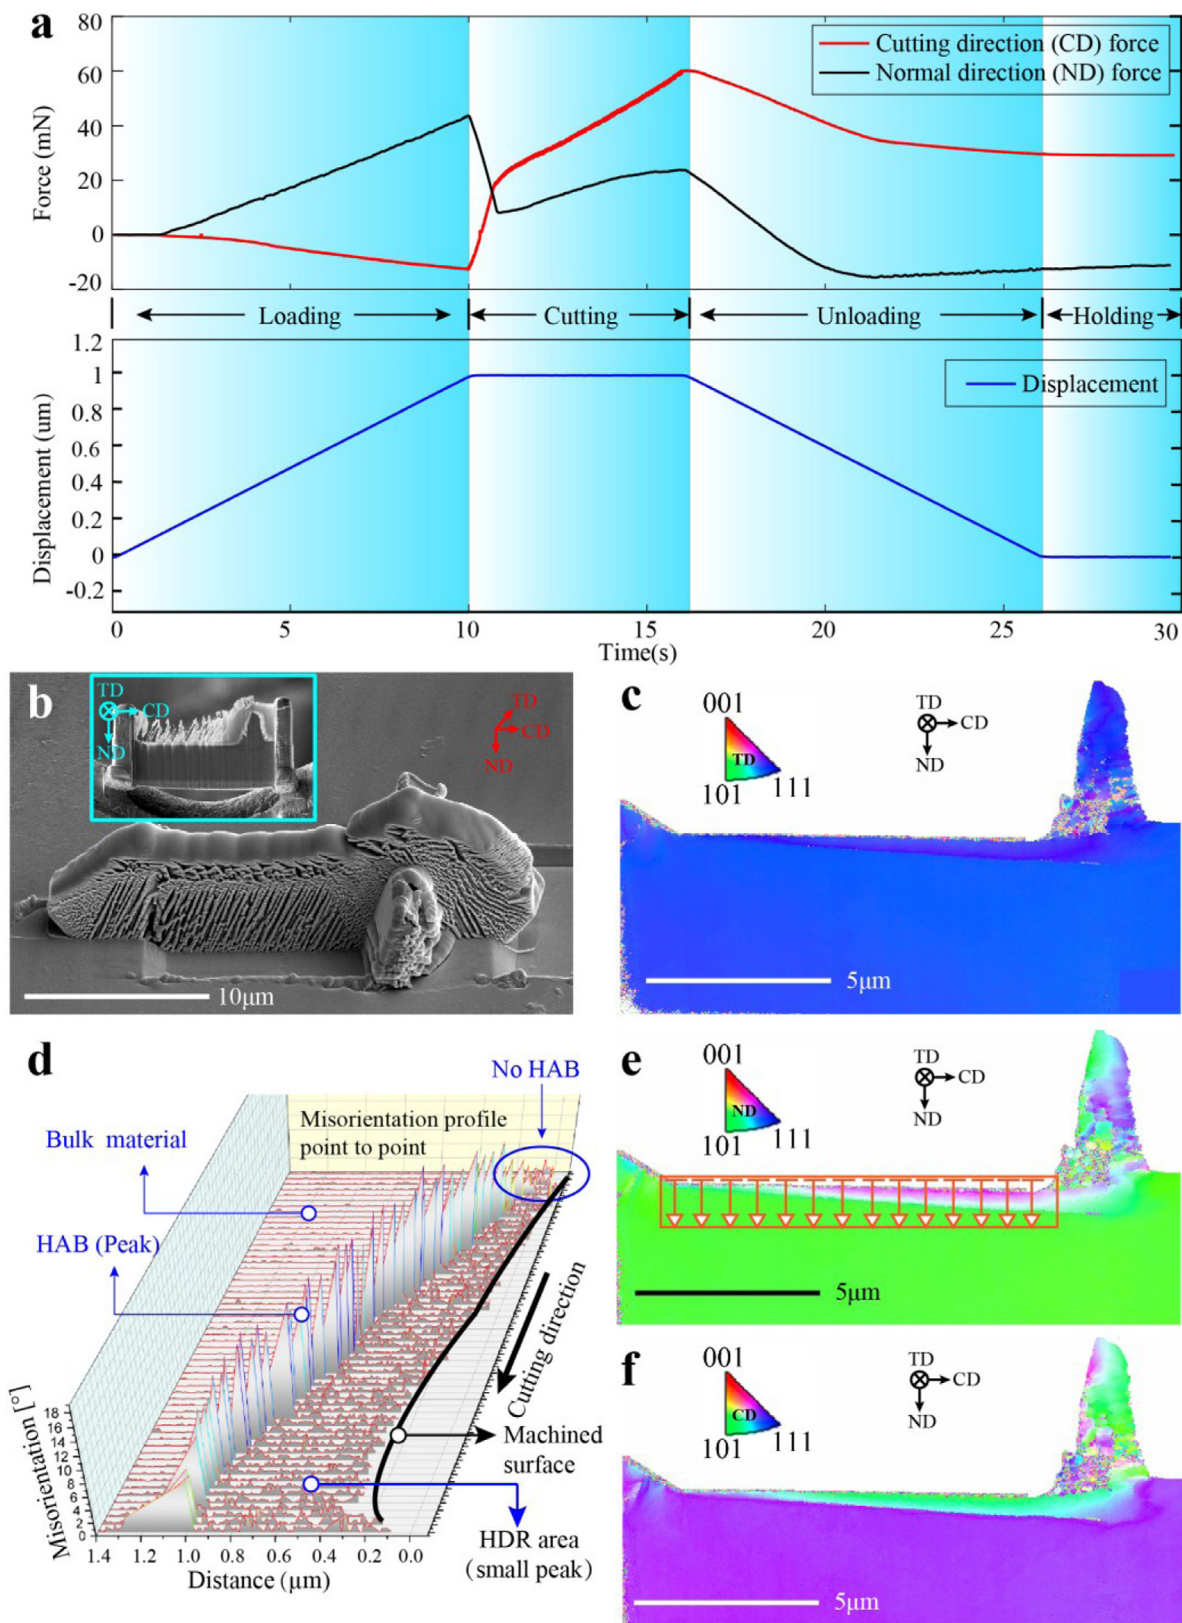 a
80
60
40
20
0
-20
Force (mN)
Cutting direction (CD) force
Normal direction (ND) force
Loading
Cutting
Unloading
Holding
1.2
1
0.8
0.6
0.4
0.2
0
-0.2
Displacement (um)
Displacement
0
5
10
15
20
25
30
Time(s)
b
TD
CD
ND
TD
CD
ND
10μm
c
001
TD
101
111
TD
CD
ND
5μm
d
No HAB
Misorientation profile
point to point
Bulk material
HAB (Peak)
Cutting direction
Machined
surface
HDR area
(small peak)
Misorientation [°]
18
16
14
12
10
8
6
4
2
0
1.4
1.2
1.0
0.8
0.6
0.4
0.2
0.0
Distance (μm)
e
001
ND
101
111
TD
CD
ND
5μm
f
001
CD
101
111
TD
CD
ND
5μm